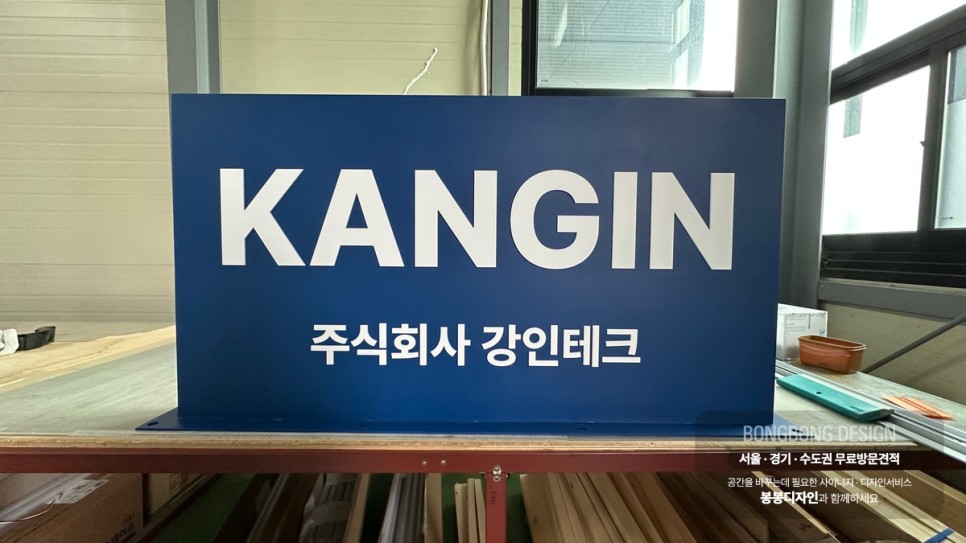 KANGIN
주식회사 강인테크
BONGBONG DESIGN
서울 · 경기 · 수도권 무료방문견적
공간을 바꾸는데 필요한 사이니지 · 디자인서비스
봉봉디자인과 함께하세요